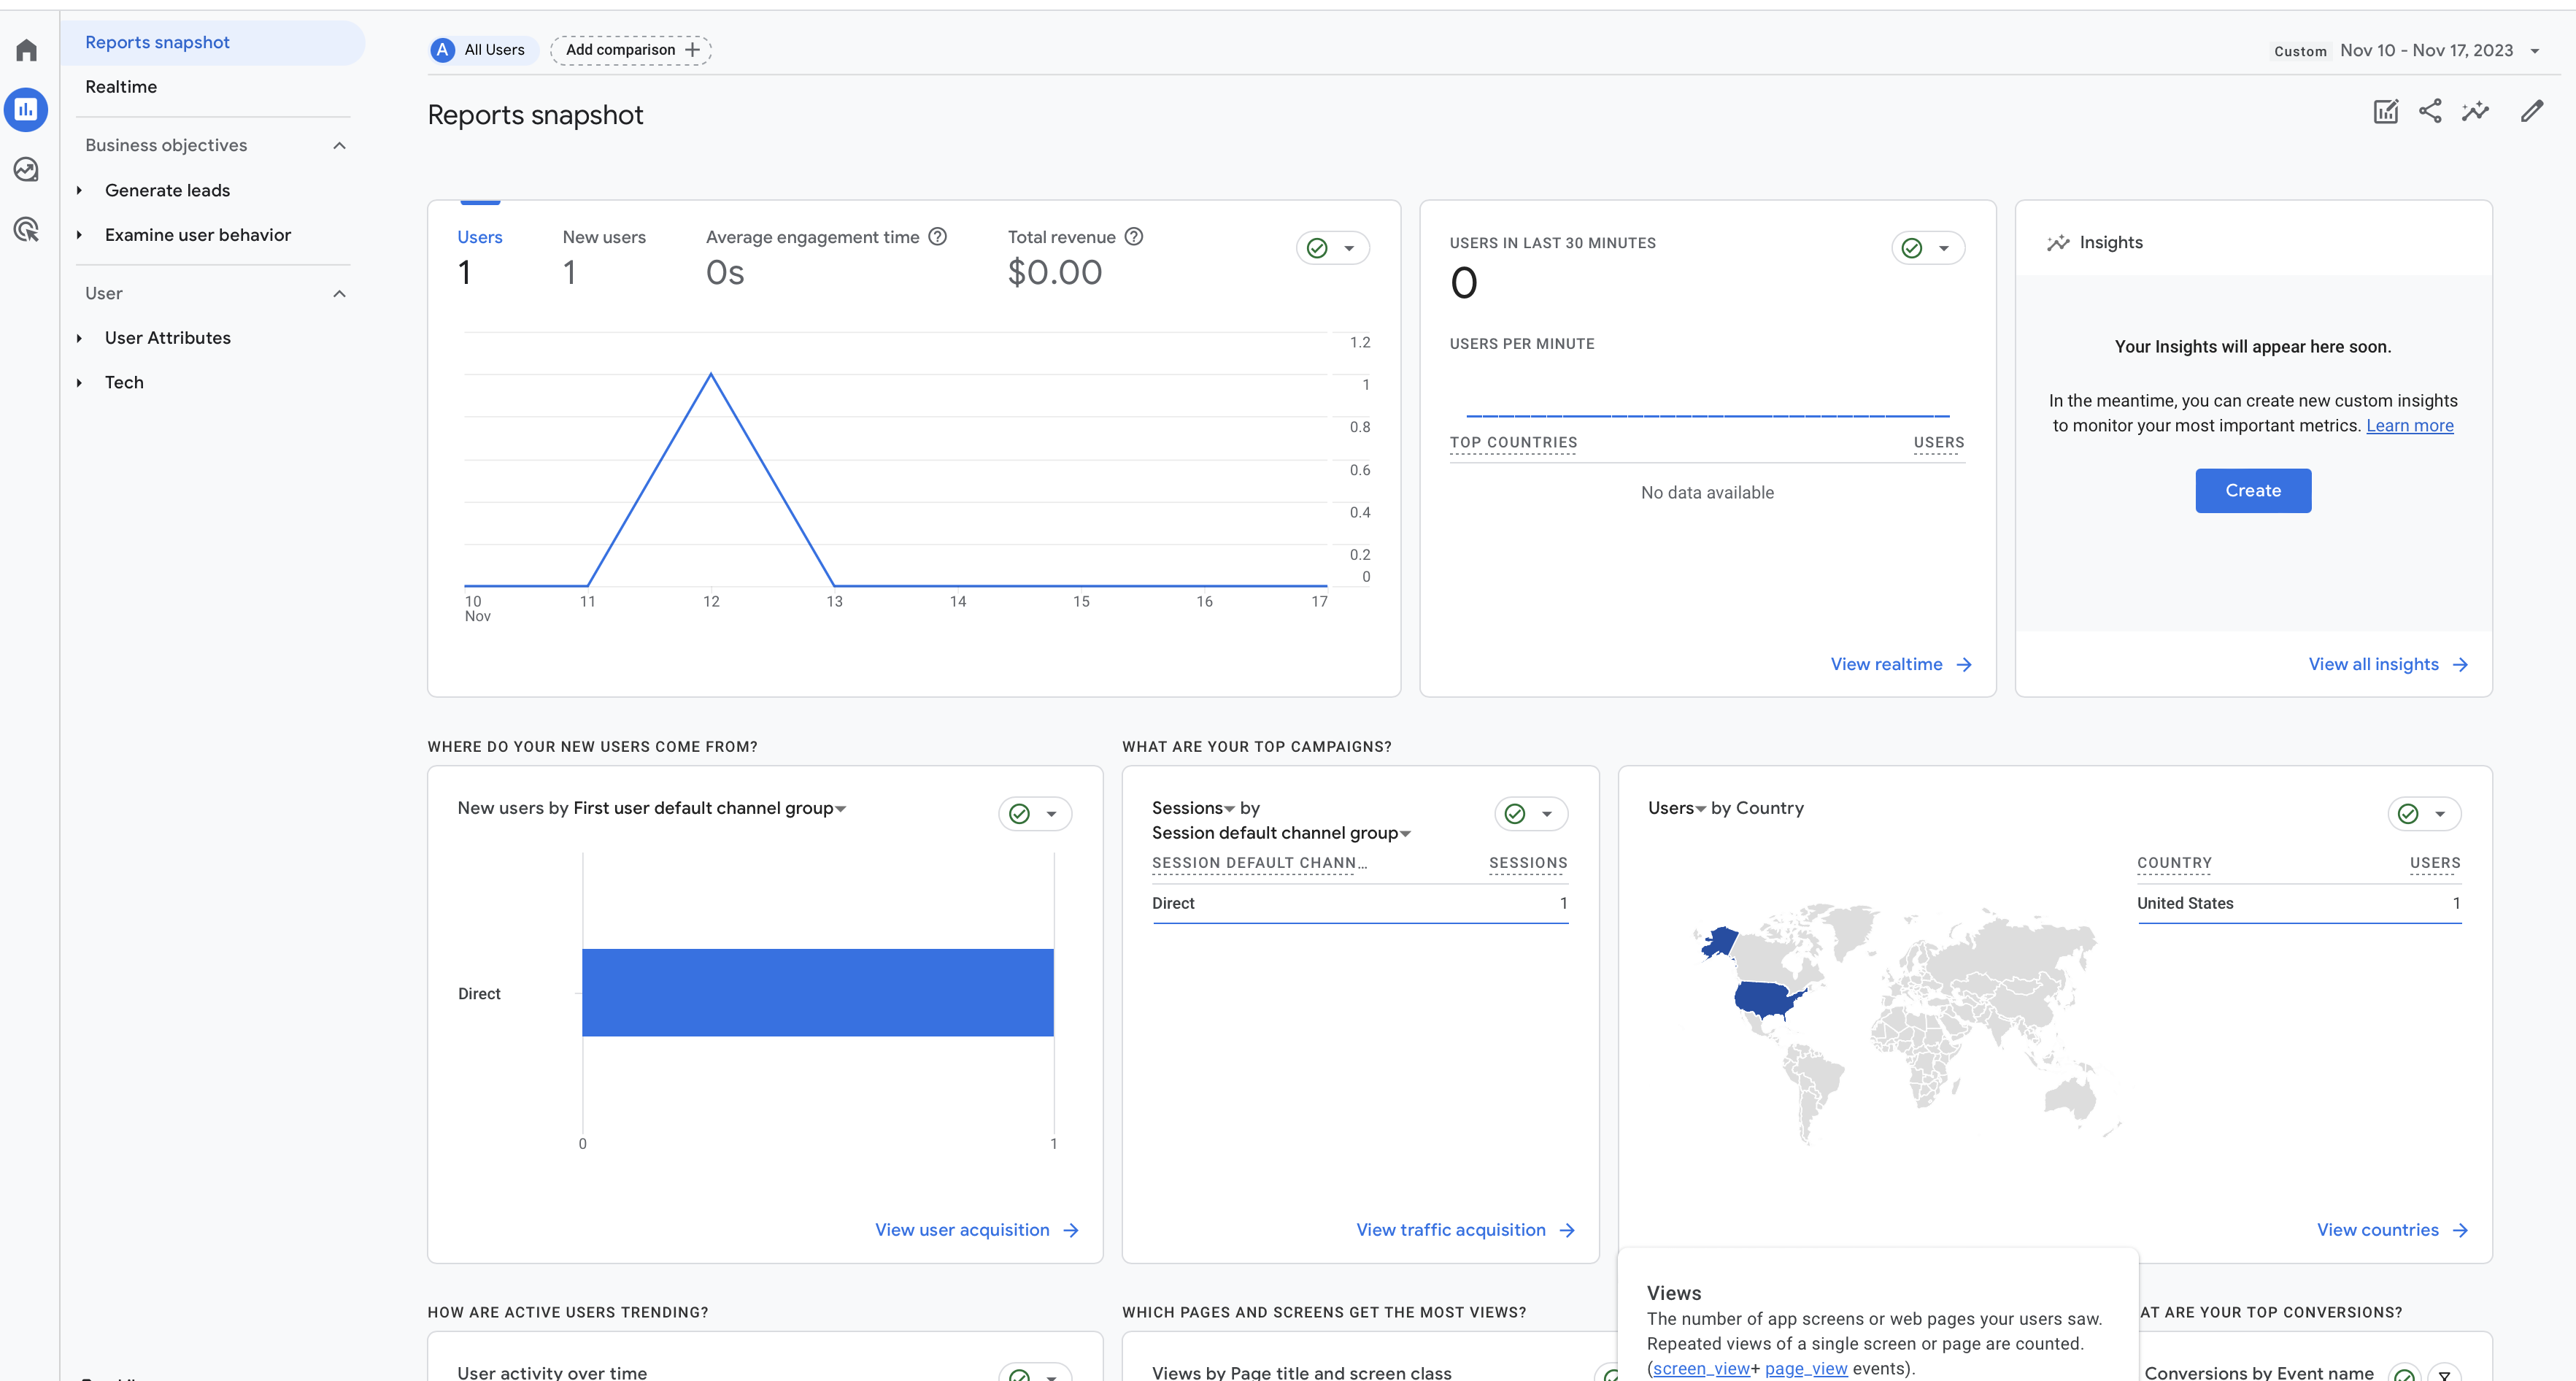 Reports snapshot
Realtime
Business objectives
Generate leads
Examine user behavior
User
User Attributes
Tech
A All Users
Add comparison
Custom Nov 10 - Nov 17, 2023
Reports snapshot
Users
1
New users
1
Average engagement time
0s
Total revenue
$0.00
1.2
1
0.8
0.6
0.4
0.2
0
10 11 12 13 14 15 16 17
Nov
USERS IN LAST 30 MINUTES
0
USERS PER MINUTE
TOP COUNTRIES USERS
No data available
View realtime
Insights
Your Insights will appear here soon.
In the meantime, you can create new custom insights
to monitor your most important metrics. Learn more
Create
View all insights
WHERE DO YOUR NEW USERS COME FROM?
New users by First user default channel group
Direct
0 1
View user acquisition
WHAT ARE YOUR TOP CAMPAIGNS?
Sessions by
Session default channel group
SESSION DEFAULT CHANN… SESSIONS
Direct 1
View traffic acquisition
Users by Country
COUNTRY USERS
United States 1
View countries
HOW ARE ACTIVE USERS TRENDING?
User activity over time
WHICH PAGES AND SCREENS GET THE MOST VIEWS?
Views by Page title and screen class
Views
The number of app screens or web pages your users saw.
Repeated views of a single screen or page are counted.
(screen_view+ page_view events).
AT ARE YOUR TOP CONVERSIONS?
Conversions by Event name